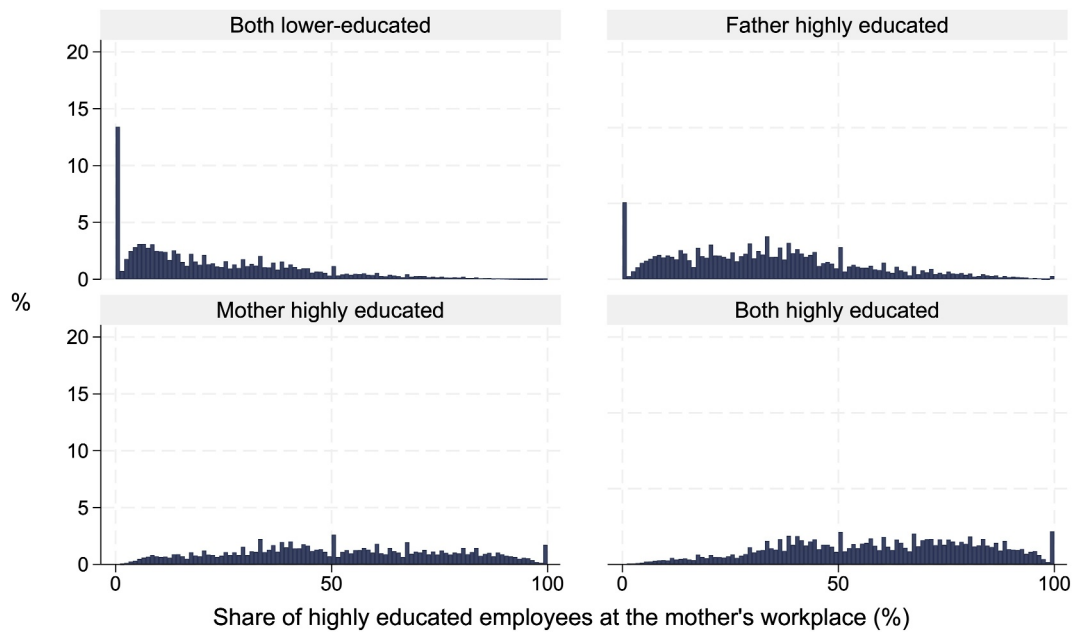 Both lower-educated
Father highly educated
20
15
10
5
0
%
Mother highly educated
Both highly educated
20
15
10
5
0
0 50 100
0 50 100
Share of highly educated employees at the mother's workplace (%)